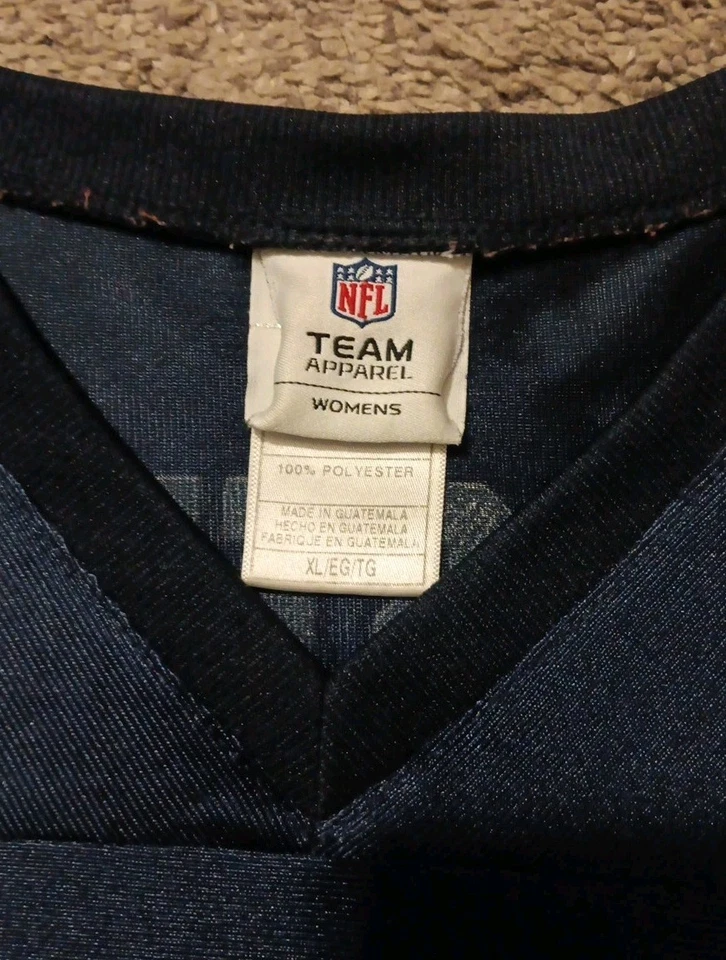 NFL
TEAM
APPAREL
WOMENS
100% POLYESTER
MADE IN GUATEMALA
HECHO EN GUATEMALA
FABRIQUE EN GUATEMALA
XL/EG/TG